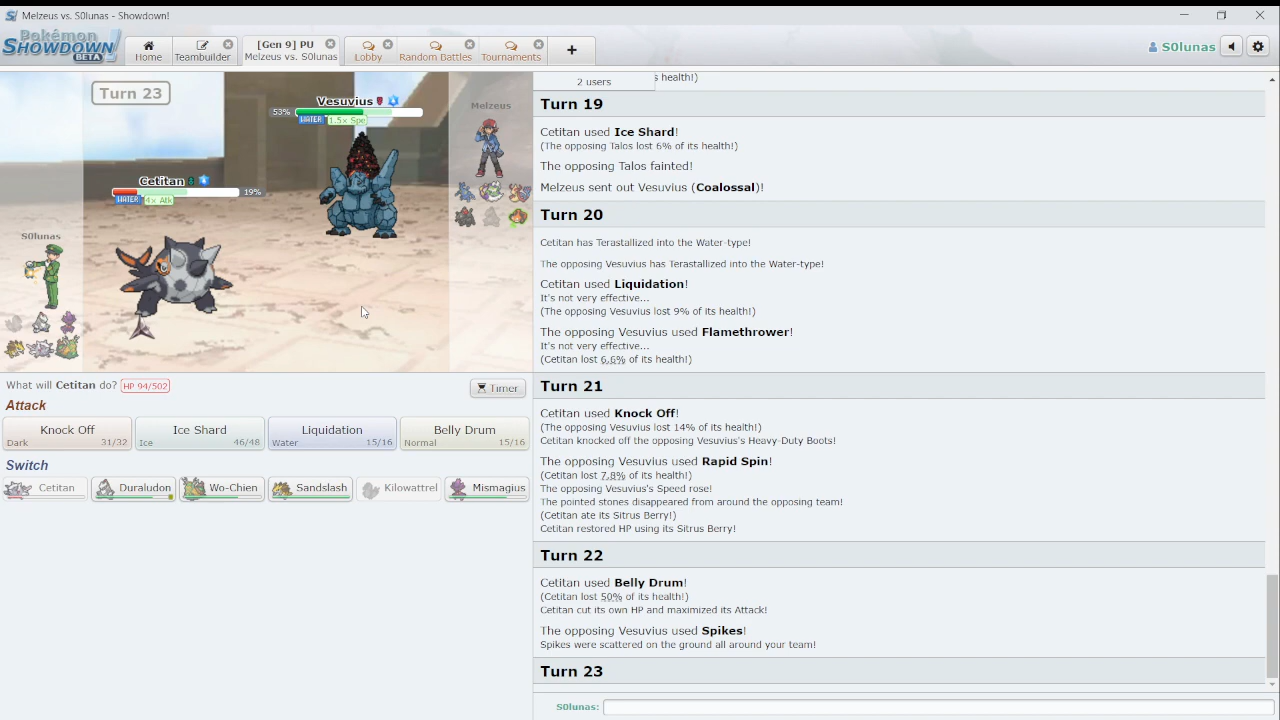 Melzeus vs. S0lunas - Showdown!
Pokémon
SHOWDOWN!
BETA
Home
Teambuilder
[Gen 9] PU
Melzeus vs. S0lunas
Lobby
Random Battles
Tournaments
+
S0lunas
Turn 23
Vesuvius
53%
WATER 1.5× Spe
Melzeus
Cetitan
19%
WATER 4× Atk
S0lunas
What will Cetitan do? HP 94/502
Timer
Attack
Knock Off
Dark 31/32
Ice Shard
Ice 46/48
Liquidation
Water 15/16
Belly Drum
Normal 15/16
Switch
Cetitan
Duraludon
Wo-Chien
Sandslash
Kilowattrel
Mismagius
2 users
s health!)
Turn 19
Cetitan used Ice Shard!
(The opposing Talos lost 6% of its health!)
The opposing Talos fainted!
Melzeus sent out Vesuvius (Coalossal)!
Turn 20
Cetitan has Terastallized into the Water-type!
The opposing Vesuvius has Terastallized into the Water-type!
Cetitan used Liquidation!
It's not very effective...
(The opposing Vesuvius lost 9% of its health!)
The opposing Vesuvius used Flamethrower!
It's not very effective...
(Cetitan lost 6.6% of its health!)
Turn 21
Cetitan used Knock Off!
(The opposing Vesuvius lost 14% of its health!)
Cetitan knocked off the opposing Vesuvius's Heavy-Duty Boots!
The opposing Vesuvius used Rapid Spin!
(Cetitan lost 7.8% of its health!)
The opposing Vesuvius's Speed rose!
The pointed stones disappeared from around the opposing team!
(Cetitan ate its Sitrus Berry!)
Cetitan restored HP using its Sitrus Berry!
Turn 22
Cetitan used Belly Drum!
(Cetitan lost 50% of its health!)
Cetitan cut its own HP and maximized its Attack!
The opposing Vesuvius used Spikes!
Spikes were scattered on the ground all around your team!
Turn 23
S0lunas: